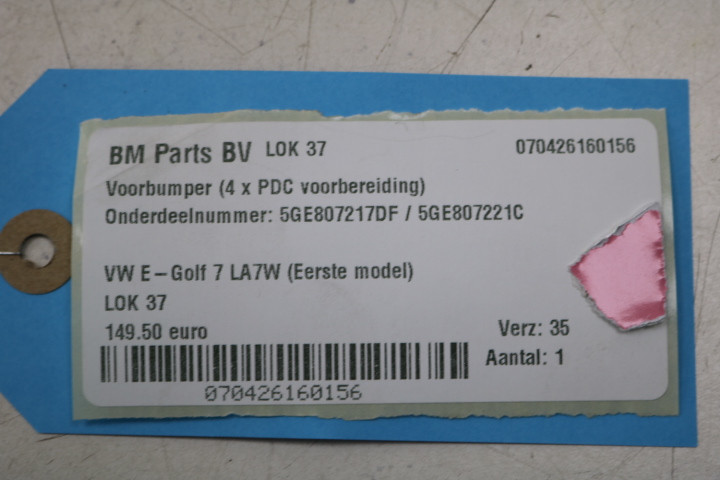 BM Parts BV LOK 37 070426160156
Voorbumper (4 x PDC voorbereiding)
Onderdeelnummer: 5GE807217DF / 5GE807221C
VW E-Golf 7 LA7W (Eerste model)
LOK 37
149.50 euro Verz: 35
Aantal: 1
070426160156